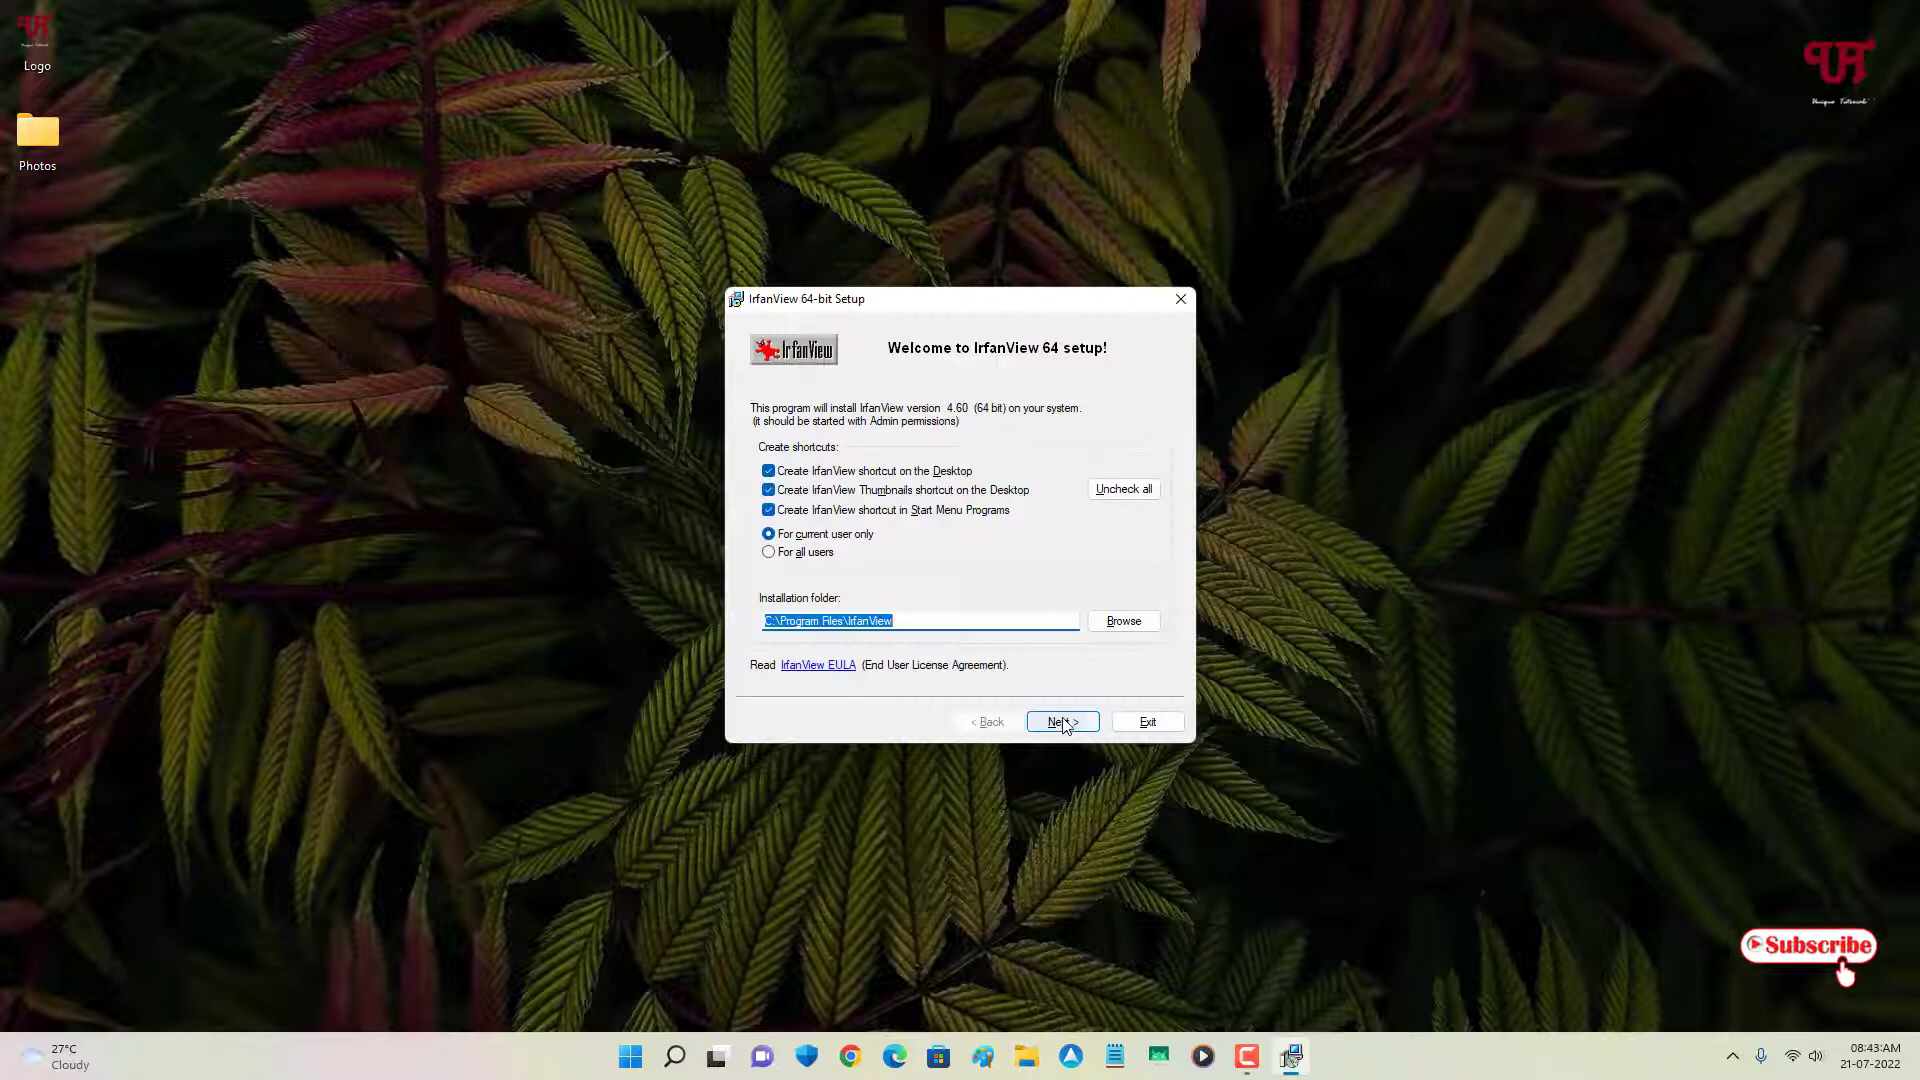 Logo
Photos
Unique Tutorial
IrfanView 64-bit Setup
IrfanView
Welcome to IrfanView 64 setup!
This program will install IrfanView version 4.60 (64 bit) on your system.
(it should be started with Admin permissions)
Create shortcuts:
Create IrfanView shortcut on the Desktop
Create IrfanView Thumbnails shortcut on the Desktop
Uncheck all
Create IrfanView shortcut in Start Menu Programs
For current user only
For all users
Installation folder:
C:\Program Files\IrfanView
Browse
Read IrfanView EULA (End User License Agreement).
< Back
Next >
Exit
Subscribe
27°C
Cloudy
08:43:AM
21-07-2022